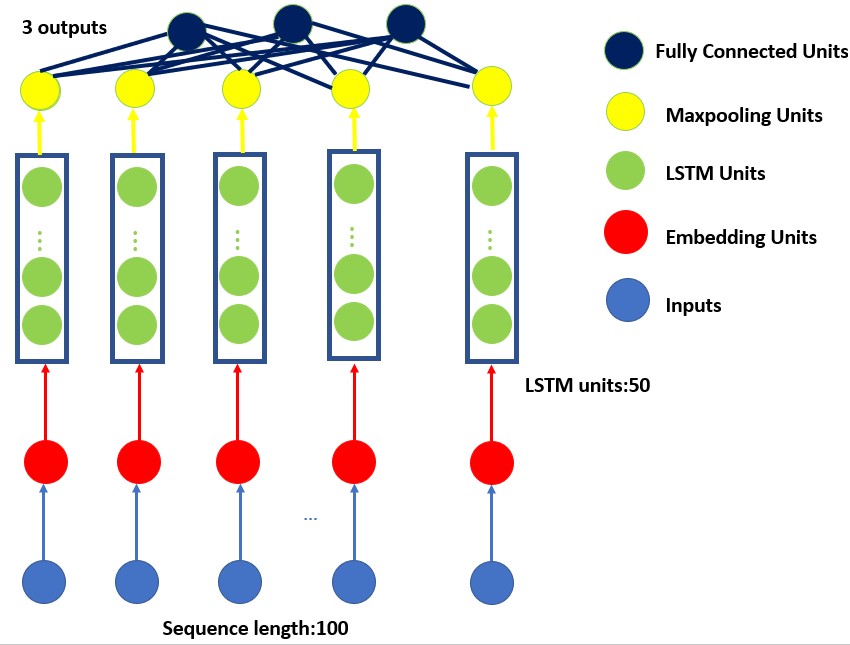 3 outputs
Fully Connected Units
Maxpooling Units
LSTM Units
Embedding Units
Inputs
LSTM units:50
...
Sequence length:100